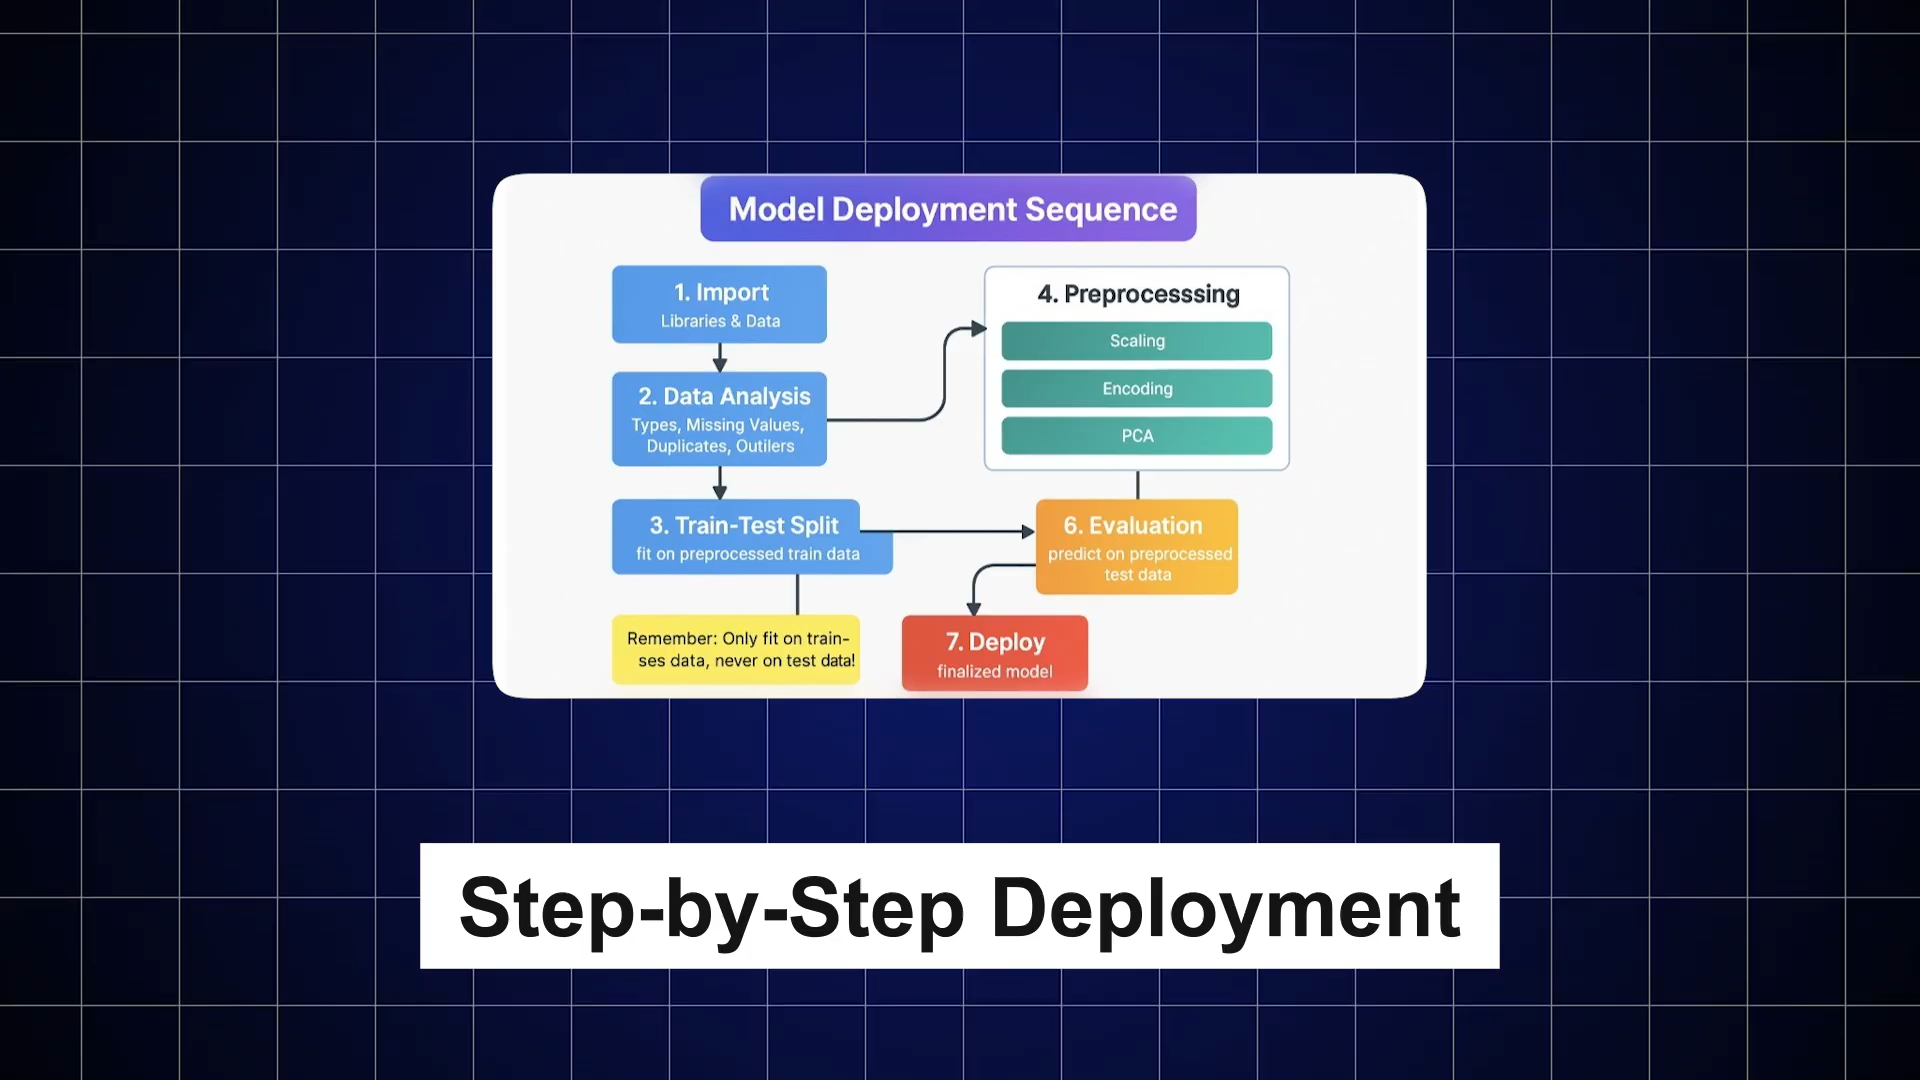 Model Deployment Sequence
1. Import
Libraries & Data
2. Data Analysis
Types, Missing Values,
Duplicates, Outilers
3. Train-Test Split
fit on preprocessed train data
Remember: Only fit on train-
ses data, never on test data!
4. Preprocesssing
Scaling
Encoding
PCA
6. Evaluation
predict on preprocessed
test data
7. Deploy
finalized model
Step-by-Step Deployment